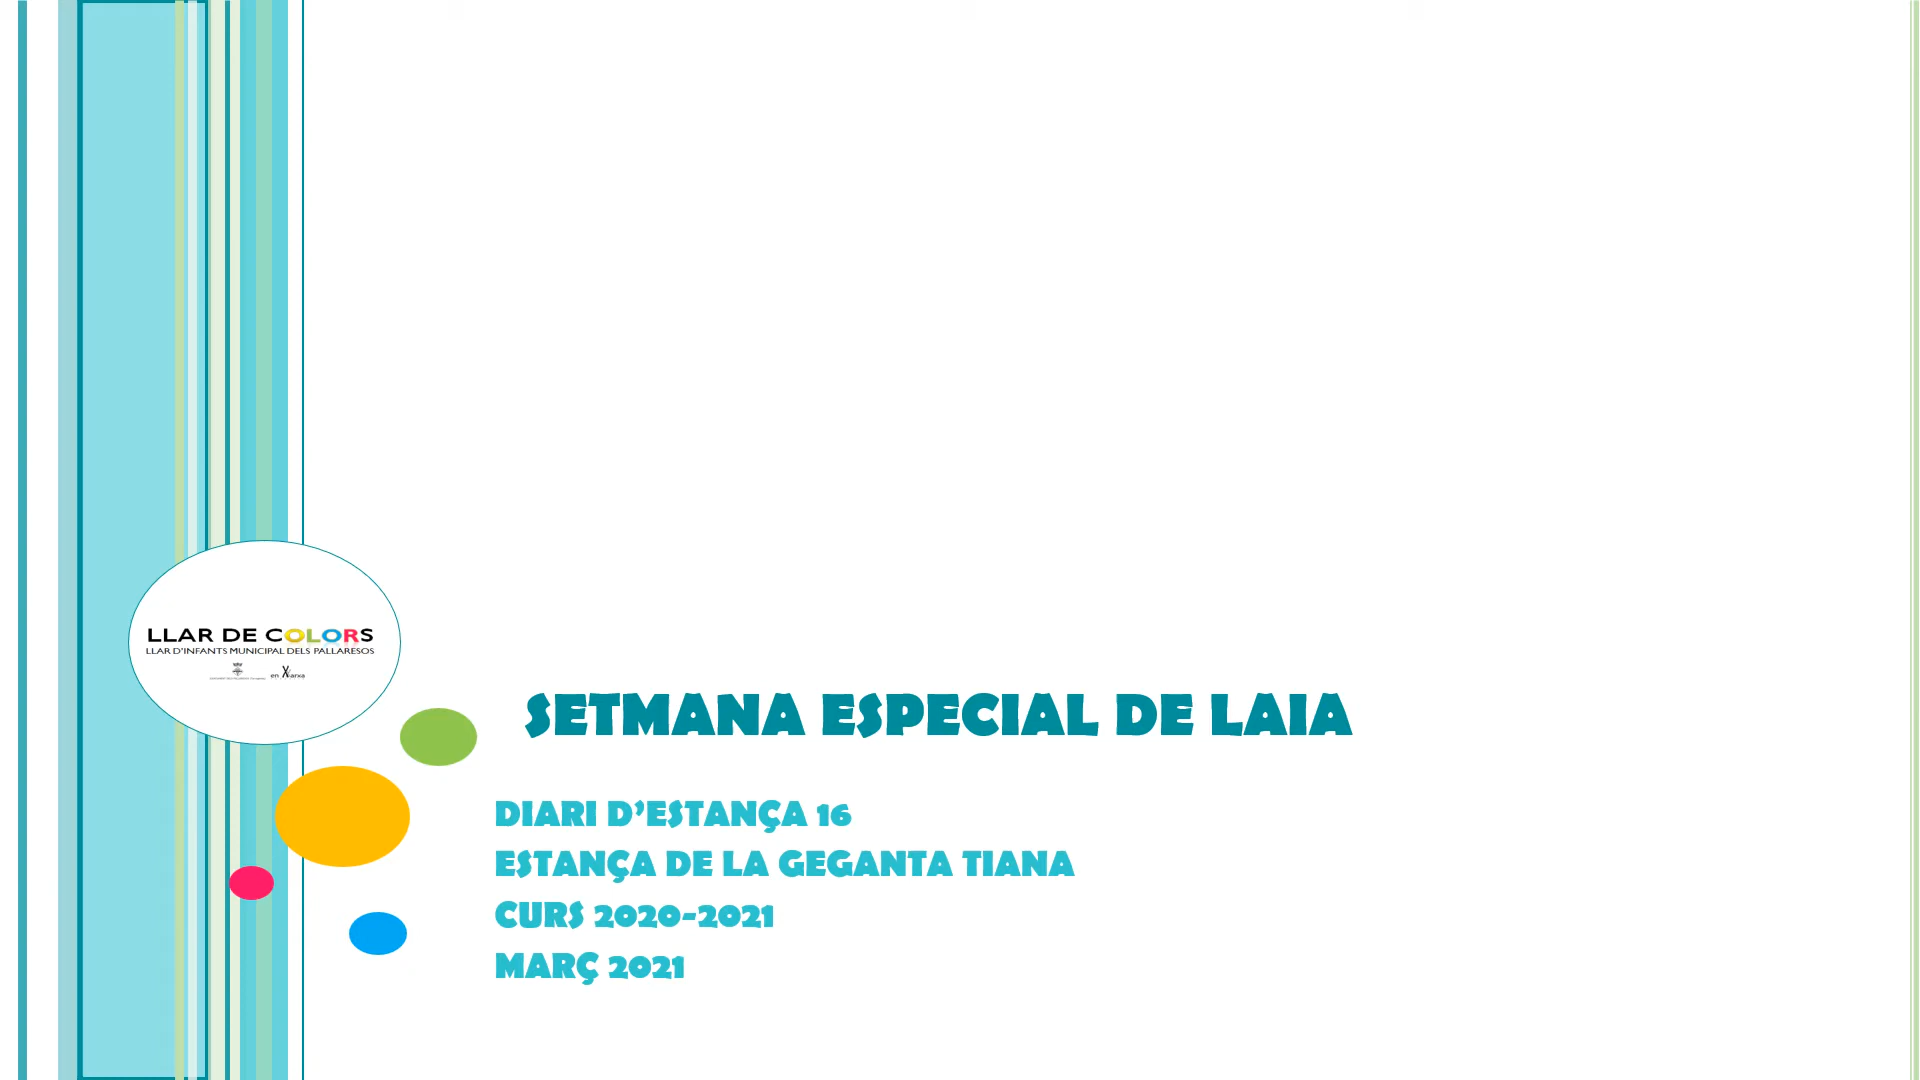 LLAR DE COLORS
LLAR D'INFANTS MUNICIPAL DELS PALLARESOS
en Xarxa
SETMANA ESPECIAL DE LAIA
DIARI D’ESTANÇA 16
ESTANÇA DE LA GEGANTA TIANA
CURS 2020-2021
MARÇ 2021